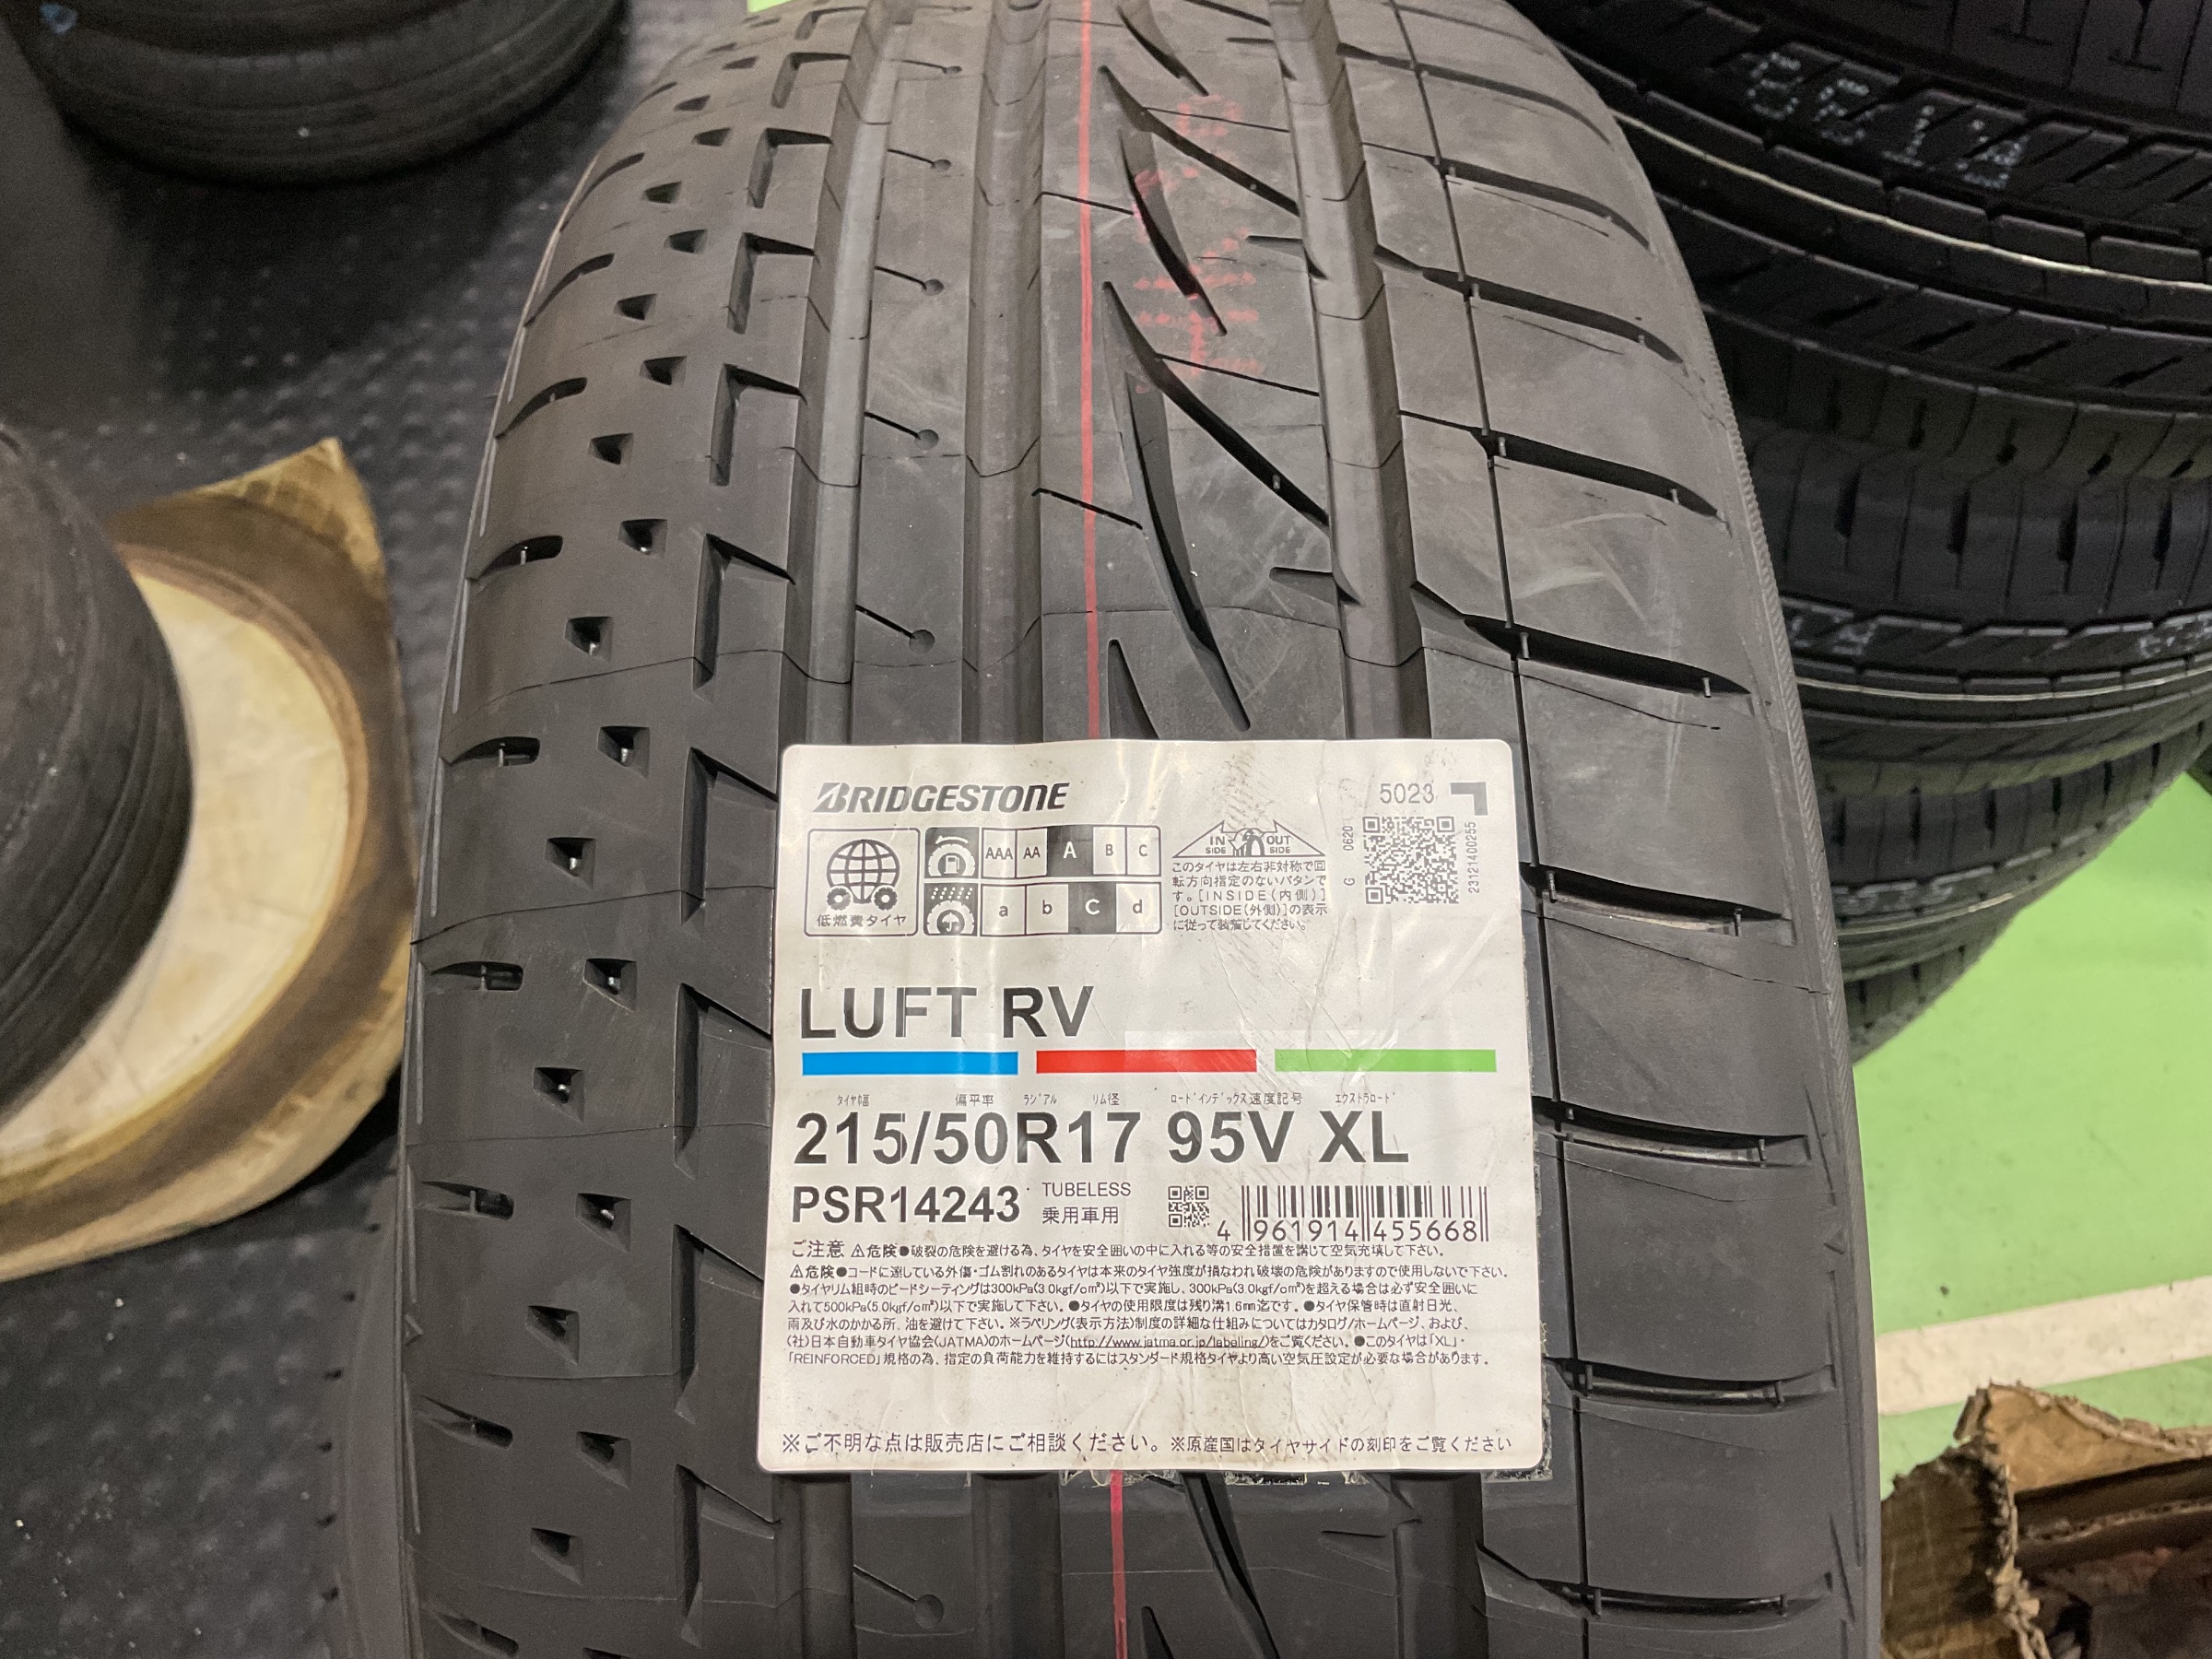 BRIDGESTONE
5023
低燃費タイヤ
AAA AA A B C
a b c d
IN SIDE OUT SIDE
このタイヤは左右非対称で回
転方向指定のないパタンで
す。[INSIDE(内側)]
[OUTSIDE(外側)]の表示
に従って装着してください。
G 0620
23121400255
LUFT RV
タイヤ幅 偏平率 ラジアル リム径 ロードインデックス 速度記号 エクストラロード
215/50R17 95V XL
PSR14243 TUBELESS
乗用車用
4 961914 455668
ご注意 ⚠危険●破裂の危険を避ける為、タイヤを安全囲いの中に入れる等の安全措置を講じて空気充填して下さい。
⚠危険●コードに達している外傷・ゴム割れのあるタイヤは本来のタイヤ強度が損なわれ破壊の危険がありますので使用しないで下さい。
●タイヤリム組時のビードシーティングは300kPa(3.0kgf/cm²)以下で実施し、300kPa(3.0kgf/cm²)を超える場合は必ず安全囲いに
入れて500kPa(5.0kgf/cm²)以下で実施して下さい。●タイヤの使用限度は残り溝1.6mm迄です。●タイヤ保管時は直射日光、
雨及び水のかかる所、油を避けて下さい。※ラベリング(表示方法)制度の詳細な仕組みについてはカタログ/ホームページ、および、
(社)日本自動車タイヤ協会(JATMA)のホームページ(http://www.jatma.or.jp/labeling/)をご覧ください。●このタイヤは「XL」・
「REINFORCED」規格の為、指定の負荷能力を維持するにはスタンダード規格タイヤより高い空気圧設定が必要な場合があります。
※ご不明な点は販売店にご相談ください。※原産国はタイヤサイドの刻印をご覧ください